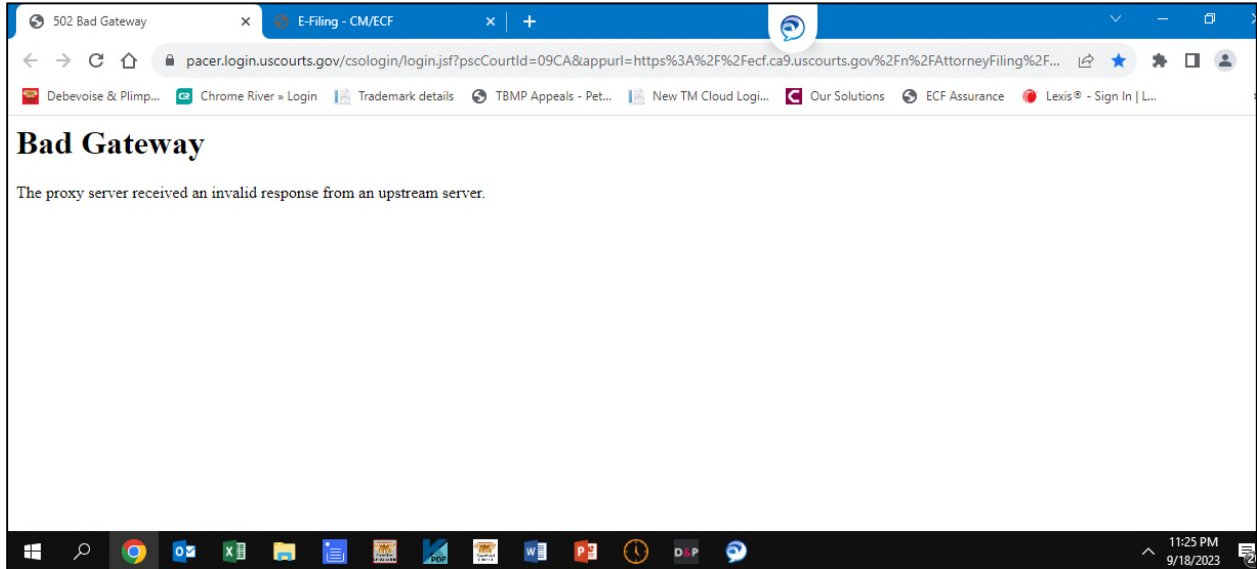 502 Bad Gateway
E-Filing - CM/ECF
pacer.login.uscourts.gov/csologin/login.jsf?pscCourtId=09CA&appurl=https%3A%2F%2Fecf.ca9.uscourts.gov%2Fn%2FAttorneyFiling%2F...
Debevoise & Plimp... CR Chrome River » Login Trademark details TBMP Appeals - Pet... New TM Cloud Logi... C Our Solutions ECF Assurance Lexis® - Sign In | L...
Bad Gateway
The proxy server received an invalid response from an upstream server.
PDF D&P 11:25 PM
9/18/2023